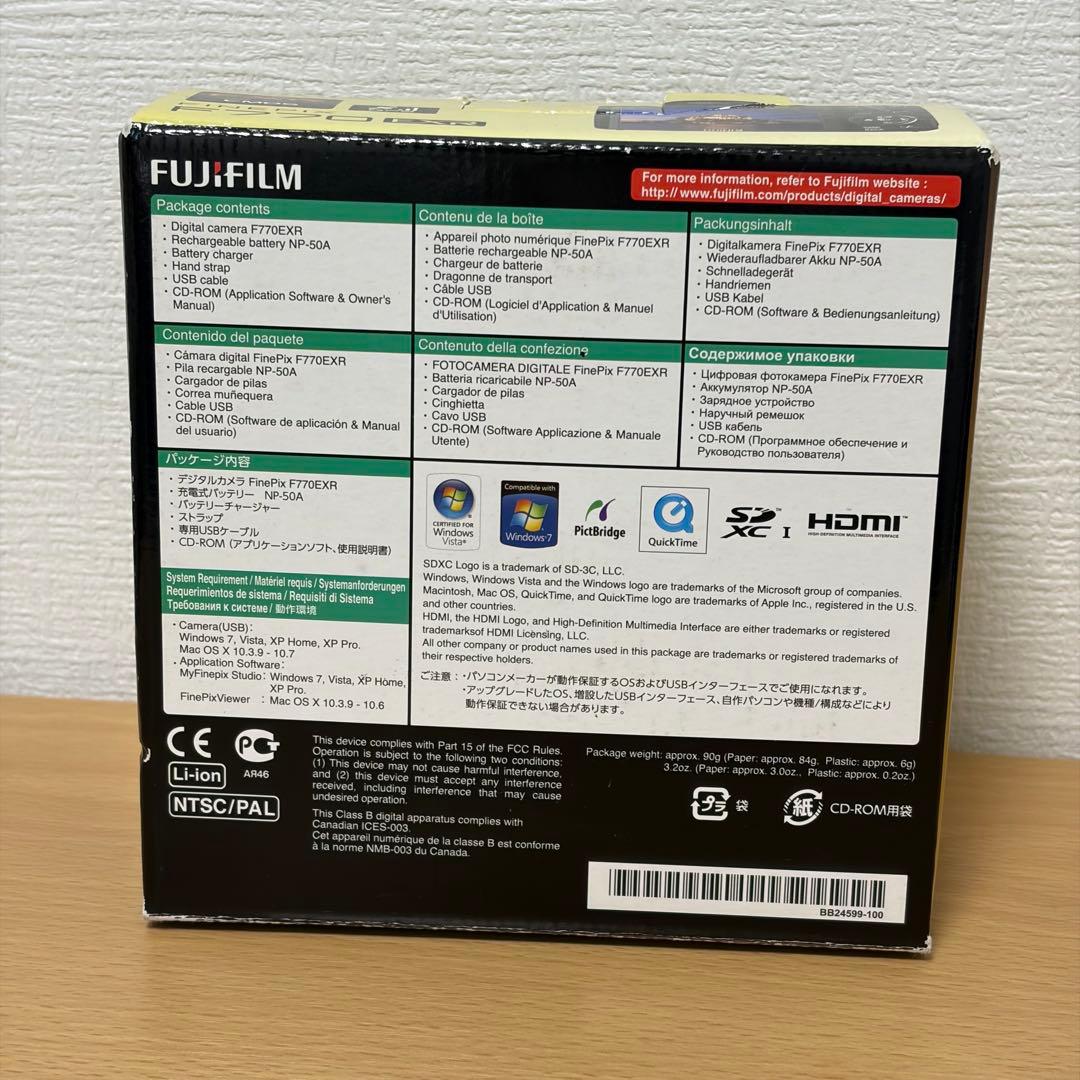 FUJIFILM
For more information, refer to Fujifilm website :
http://www.fujifilm.com/products/digital_cameras/
Package contents
・ Digital camera F770EXR
・ Rechargeable battery NP-50A
・ Battery charger
・ Hand strap
・ USB cable
・ CD-ROM (Application Software & Owner's
Manual)
Contenu de la boîte
・ Appareil photo numérique FinePix F770EXR
・ Batterie rechargeable NP-50A
・ Chargeur de batterie
・ Dragonne de transport
・ Câble USB
・ CD-ROM (Logiciel d'Application & Manuel
d'Utilisation)
Packungsinhalt
・ Digitalkamera FinePix F770EXR
・ Wiederaufladbarer Akku NP-50A
・ Schnelladegerät
・ Handriemen
・ USB Kabel
・ CD-ROM (Software & Bedienungsanleitung)
Contenido del paquete
・ Cámara digital FinePix F770EXR
・ Pila recargable NP-50A
・ Cargador de pilas
・ Correa muñequera
・ Cable USB
・ CD-ROM (Software de aplicación & Manual
del usuario)
Contenuto della confezione
・ FOTOCAMERA DIGITALE FinePix F770EXR
・ Batteria ricaricabile NP-50A
・ Cargador de pilas
・ Cinghietta
・ Cavo USB
・ CD-ROM (Software Applicazione & Manuale
Utente)
Содержимое упаковки
・ Цифровая фотокамера FinePix F770EXR
・ Аккумулятор NP-50A
・ Зарядное устройство
・ Наручный ремешок
・ USB кабель
・ CD-ROM (Программное обеспечение и
Руководство пользователя)
パッケージ内容
・ デジタルカメラ FinePix F770EXR
・ 充電式バッテリー NP-50A
・ バッテリーチャージャー
・ ストラップ
・ 専用USBケーブル
・ CD-ROM (アプリケーションソフト、使用説明書)
System Requirement / Matériel requis / Systemanforderungen
Requerimientos de sistema / Requisiti di Sistema
Требования к системе / 動作環境
・ Camera(USB):
Windows 7, Vista, XP Home, XP Pro.
Mac OS X 10.3.9 - 10.7
・ Application Software:
MyFinepix Studio: Windows 7, Vista, XP Home,
XP Pro.
FinePixViewer : Mac OS X 10.3.9 - 10.6
CERTIFIED FOR
Windows
Vista®
Compatible with
Windows 7
PictBridge
QuickTime
SD
XC I
HDMI
HIGH-DEFINITION MULTIMEDIA INTERFACE
SDXC Logo is a trademark of SD-3C, LLC.
Windows, Windows Vista and the Windows logo are trademarks of the Microsoft group of companies.
Macintosh, Mac OS, QuickTime, and QuickTime logo are trademarks of Apple Inc., registered in the U.S.
and other countries.
HDMI, the HDMI Logo, and High-Definition Multimedia Interface are either trademarks or registered
trademarksof HDMI Licensing, LLC.
All other company or product names used in this package are trademarks or registered trademarks of
their respective holders.
ご注意 : ・パソコンメーカーが動作保証するOSおよびUSBインターフェースでご使用になれます。
・アップグレードしたOS、増設したUSBインターフェース、自作パソコンや機種/構成などにより
動作保証できない場合があります。
CE
РСТ
АЯ46
Li-ion
NTSC/PAL
This device complies with Part 15 of the FCC Rules.
Operation is subject to the following two conditions:
(1) This device may not cause harmful interference,
and (2) this device must accept any interference
received, including interference that may cause
undesired operation.
This Class B digital apparatus complies with
Canadian ICES-003.
Cet appareil numérique de la classe B est conforme
à la norme NMB-003 du Canada.
Package weight: approx. 90g (Paper: approx. 84g, Plastic: approx. 6g)
3.2oz. (Paper: approx. 3.0oz., Plastic: approx. 0.2oz.)
プラ 袋
紙 CD-ROM用袋
BB24599-100